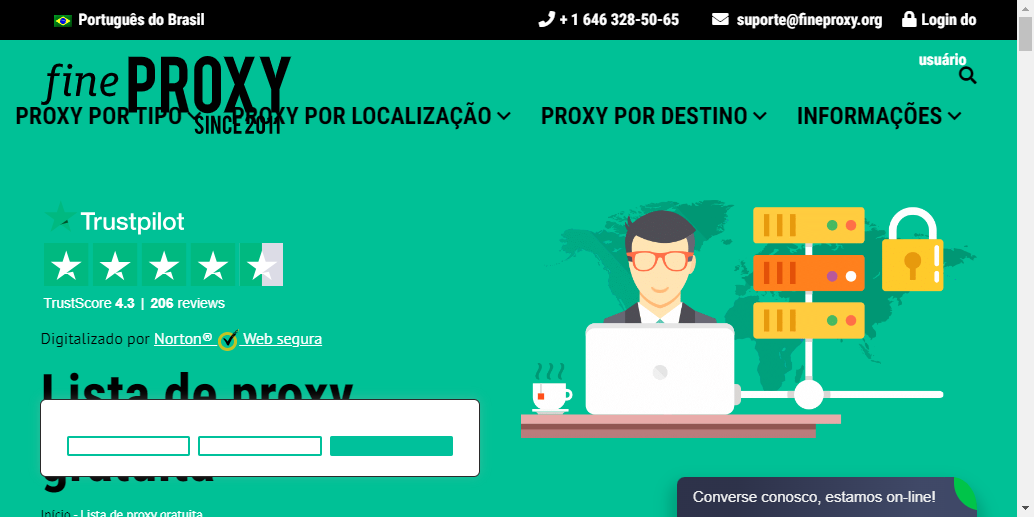 Português do Brasil
+ 1 646 328-50-65
suporte@fineproxy.org
Login do
usuário
fine PROXY
SINCE 2011
PROXY POR TIPO
PROXY POR LOCALIZAÇÃO
PROXY POR DESTINO
INFORMAÇÕES
Trustpilot
TrustScore 4.3 | 206 reviews
Digitalizado por Norton® Web segura
Lista de proxy
gratuita
Início - Lista de proxy gratuita
Converse conosco, estamos on-line!